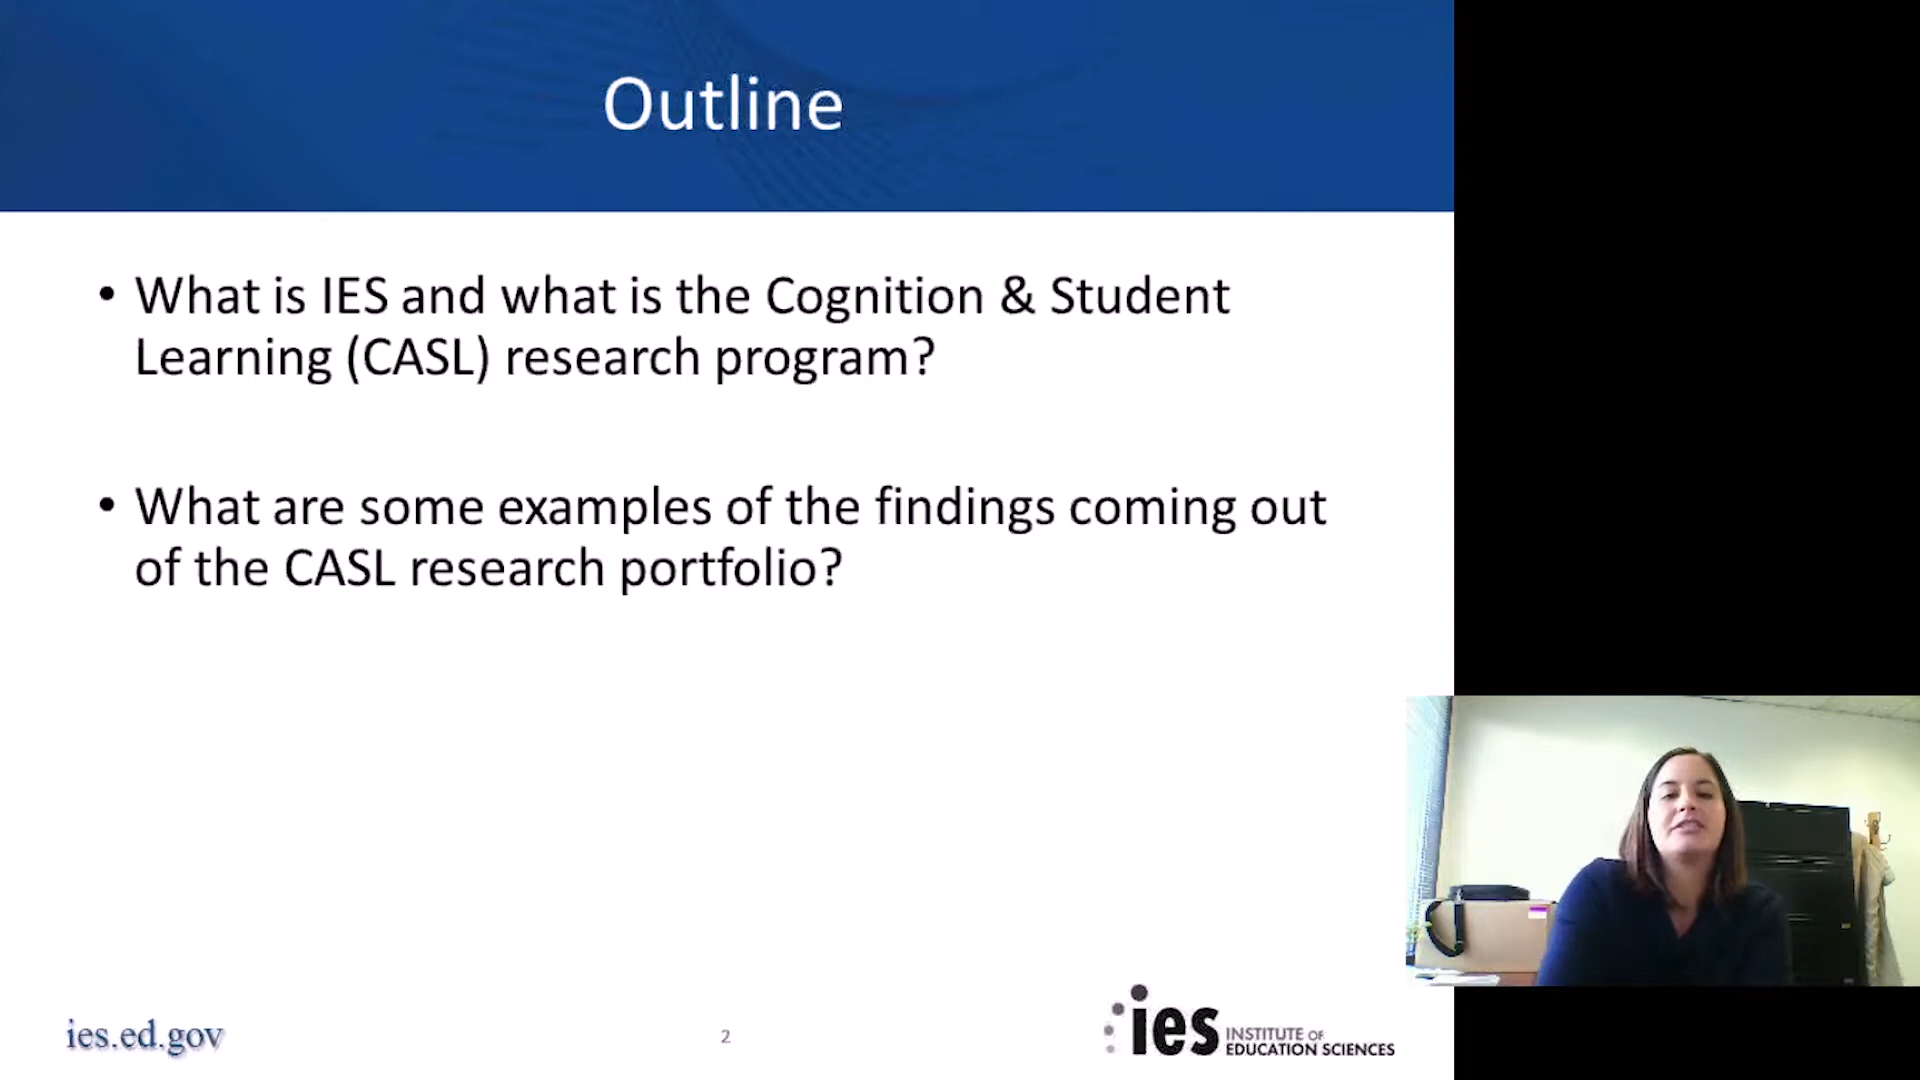 Outline
• What is IES and what is the Cognition & Student
Learning (CASL) research program?
• What are some examples of the findings coming out
of the CASL research portfolio?
ies.ed.gov
2
ies INSTITUTE OF
EDUCATION SCIENCES